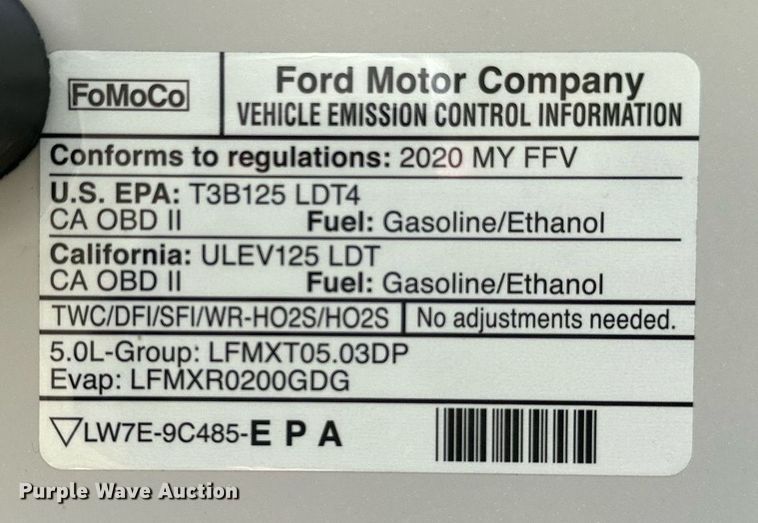 FoMoCo
Ford Motor Company
VEHICLE EMISSION CONTROL INFORMATION
Conforms to regulations: 2020 MY FFV
U.S. EPA: T3B125 LDT4
CA OBD II Fuel: Gasoline/Ethanol
California: ULEV125 LDT
CA OBD II Fuel: Gasoline/Ethanol
TWC/DFI/SFI/WR-HO2S/HO2S No adjustments needed.
5.0L-Group: LFMXT05.03DP
Evap: LFMXR0200GDG
LW7E-9C485-E P A
Purple Wave Auction